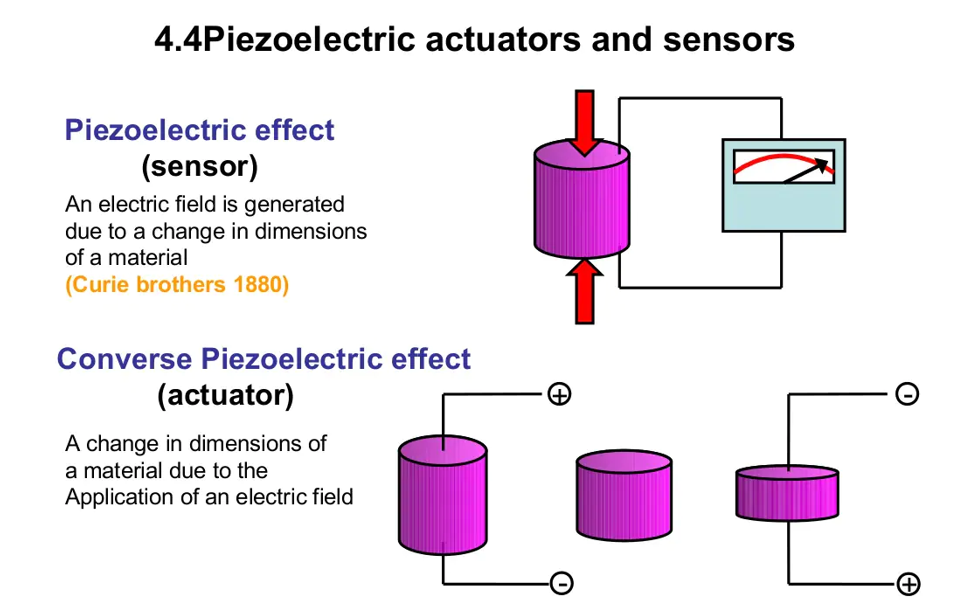 4.4Piezoelectric actuators and sensors
Piezoelectric effect
(sensor)
An electric field is generated
due to a change in dimensions
of a material
(Curie brothers 1880)
Converse Piezoelectric effect
(actuator)
A change in dimensions of
a material due to the
Application of an electric field
+
-
-
+